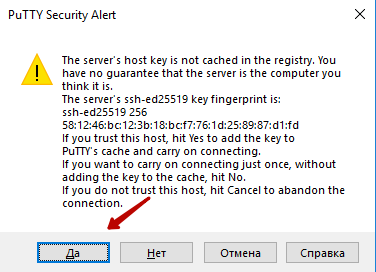 PuTTY Security Alert
The server's host key is not cached in the registry. You
have no guarantee that the server is the computer you
think it is.
The server's ssh-ed25519 key fingerprint is:
ssh-ed25519 256
58:12:46:bc:12:3b:18:bc:f7:76:1d:25:89:87:d1:fd
If you trust this host, hit Yes to add the key to
PuTTY's cache and carry on connecting.
If you want to carry on connecting just once, without
adding the key to the cache, hit No.
If you do not trust this host, hit Cancel to abandon the
connection.
Да Нет Отмена Справка